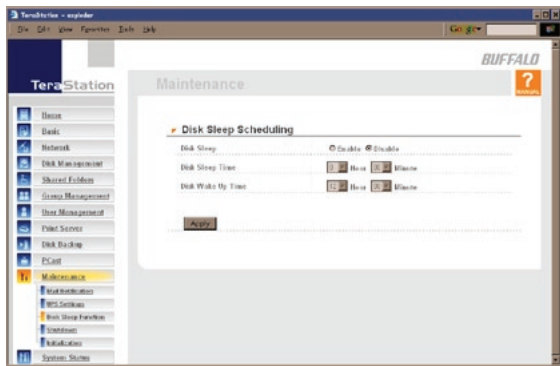 TeraStation - explorer
File Edit View Favorites Tools Help
BUFFALO
TeraStation
Maintenance
?
MANUAL
Home
Basic
Network
Disk Management
Shared Folders
Group Management
User Management
Print Server
Disk Backup
PCast
Maintenance
Mail Notification
UPS Settings
Disk Sleep Function
Shutdown
Initialization
System Status
Disk Sleep Scheduling
Disk Sleep Enable Disable
Disk Sleep Time Hour Minute
Disk Wake Up Time Hour Minute
Apply